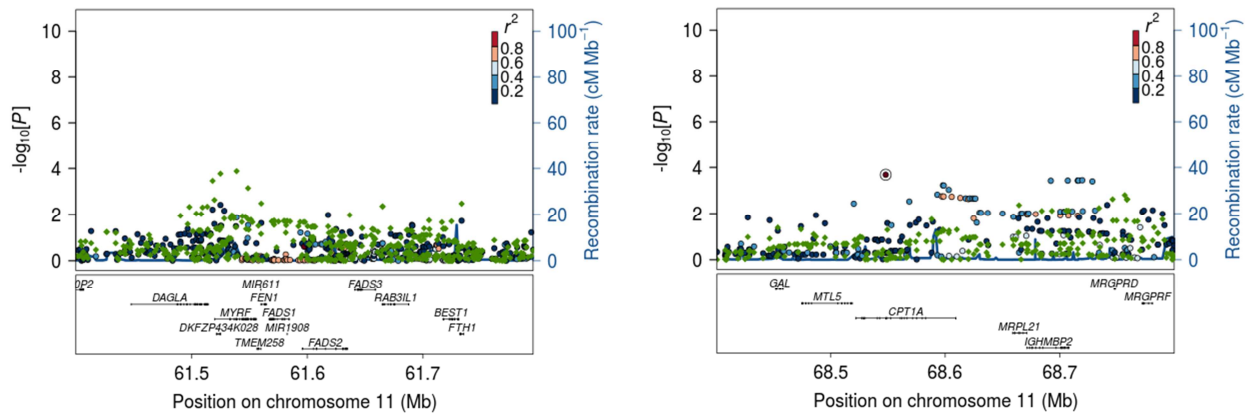 10
8
6
4
2
0
-log10[P]
r2
0.8
0.6
0.4
0.2
100
80
60
40
20
0
Recombination rate (cM Mb−1)
0P2
MIR611
FADS3
DAGLA
FEN1
RAB3IL1
MYRF
FADS1
BEST1
DKFZP434K028
MIR1908
FTH1
TMEM258
FADS2
61.5
61.6
61.7
Position on chromosome 11 (Mb)
10
8
6
4
2
0
-log10[P]
r2
0.8
0.6
0.4
0.2
100
80
60
40
20
0
Recombination rate (cM Mb−1)
GAL
MRGPRD
MTL5
MRGPRF
CPT1A
MRPL21
IGHMBP2
68.5
68.6
68.7
Position on chromosome 11 (Mb)